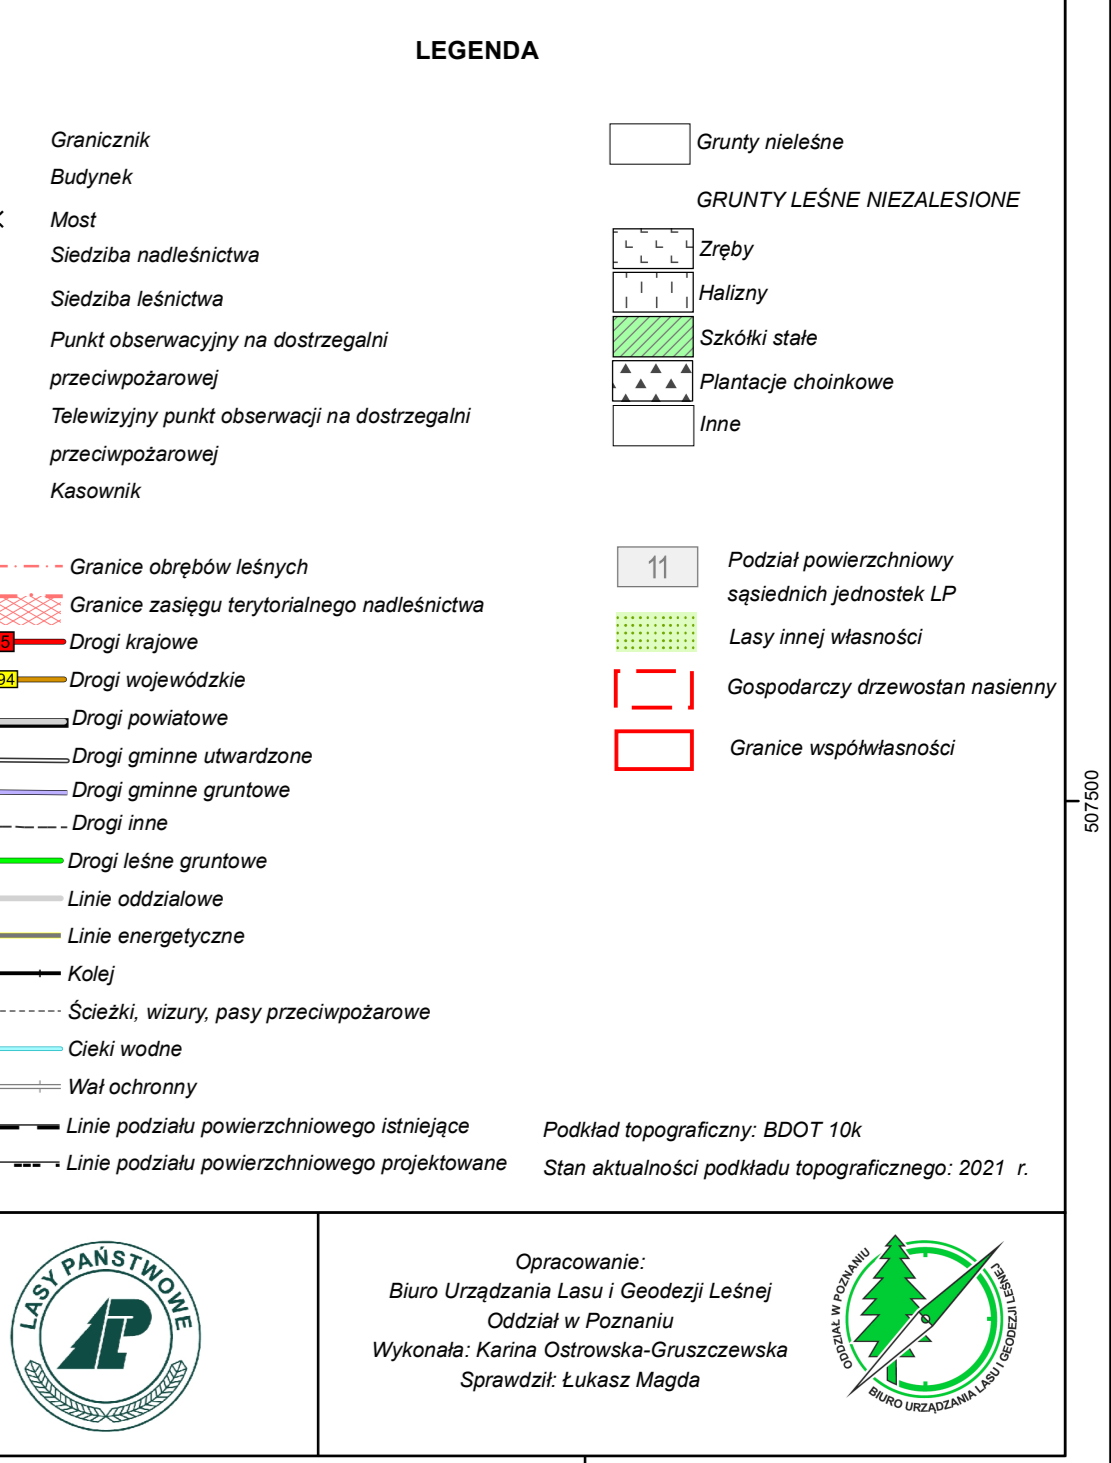 LEGENDA
Granicznik
Budynek
Most
Siedziba nadleśnictwa
Siedziba leśnictwa
Punkt obserwacyjny na dostrzegalni
przeciwpożarowej
Telewizyjny punkt obserwacji na dostrzegalni
przeciwpożarowej
Kasownik
Grunty nieleśne
GRUNTY LEŚNE NIEZALESIONE
Zręby
Halizny
Szkółki stałe
Plantacje choinkowe
Inne
Granice obrębów leśnych
Granice zasięgu terytorialnego nadleśnictwa
5 Drogi krajowe
94 Drogi wojewódzkie
Drogi powiatowe
Drogi gminne utwardzone
Drogi gminne gruntowe
Drogi inne
Drogi leśne gruntowe
Linie oddzialowe
Linie energetyczne
Kolej
Ścieżki, wizury, pasy przeciwpożarowe
Cieki wodne
Wał ochronny
Linie podziału powierzchniowego istniejące
Linie podziału powierzchniowego projektowane
11 Podział powierzchniowy
sąsiednich jednostek LP
Lasy innej własności
Gospodarczy drzewostan nasienny
Granice współwłasności
507500
Podkład topograficzny: BDOT 10k
Stan aktualności podkładu topograficznego: 2021 r.
LASY PAŃSTWOWE
Opracowanie:
Biuro Urządzania Lasu i Geodezji Leśnej
Oddział w Poznaniu
Wykonała: Karina Ostrowska-Gruszczewska
Sprawdził: Łukasz Magda
ODDZIAŁ W POZNANIU
BIURO URZĄDZANIA LASU I GEODEZJI LEŚNEJ